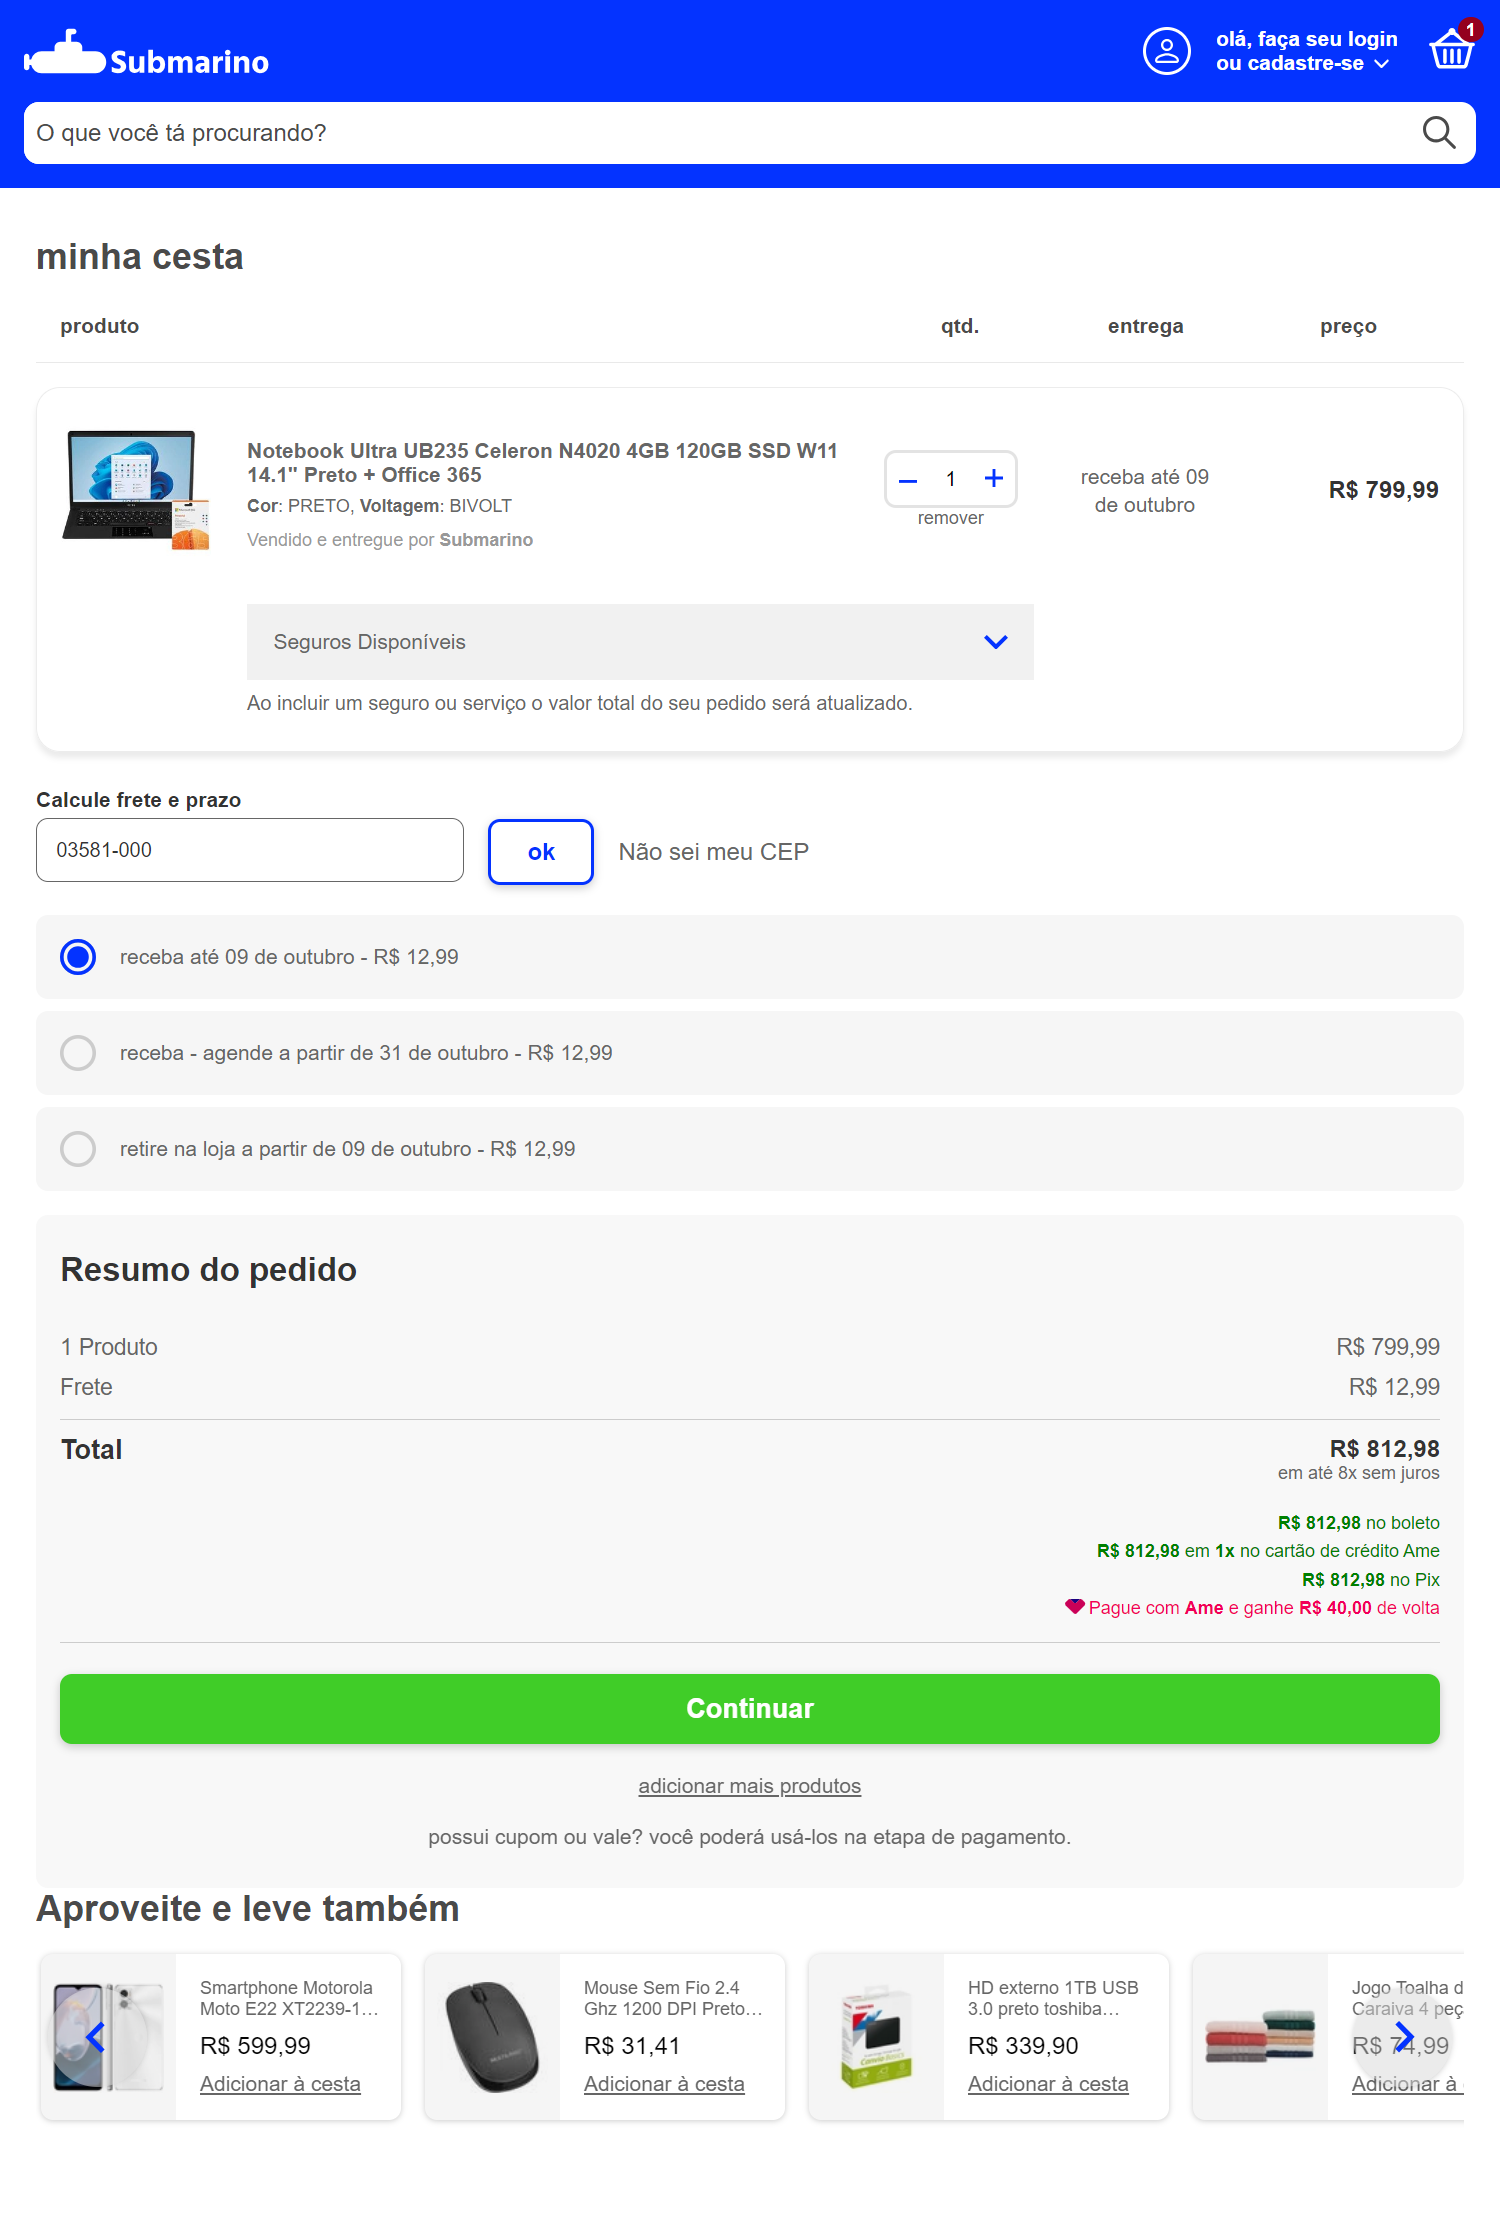 Submarino
olá, faça seu login
ou cadastre-se
1
O que você tá procurando?
minha cesta
produto qtd. entrega preço
Notebook Ultra UB235 Celeron N4020 4GB 120GB SSD W11
14.1" Preto + Office 365
Cor: PRETO, Voltagem: BIVOLT
Vendido e entregue por Submarino
1
remover
receba até 09
de outubro
R$ 799,99
Seguros Disponíveis
Ao incluir um seguro ou serviço o valor total do seu pedido será atualizado.
Calcule frete e prazo
03581-000 ok Não sei meu CEP
receba até 09 de outubro - R$ 12,99
receba - agende a partir de 31 de outubro - R$ 12,99
retire na loja a partir de 09 de outubro - R$ 12,99
Resumo do pedido
1 Produto R$ 799,99
Frete R$ 12,99
Total R$ 812,98
em até 8x sem juros
R$ 812,98 no boleto
R$ 812,98 em 1x no cartão de crédito Ame
R$ 812,98 no Pix
Pague com Ame e ganhe R$ 40,00 de volta
Continuar
adicionar mais produtos
possui cupom ou vale? você poderá usá-los na etapa de pagamento.
Aproveite e leve também
Smartphone Motorola
Moto E22 XT2239-1...
R$ 599,99
Adicionar à cesta
Mouse Sem Fio 2.4
Ghz 1200 DPI Preto...
R$ 31,41
Adicionar à cesta
HD externo 1TB USB
3.0 preto toshiba...
R$ 339,90
Adicionar à cesta
Jogo Toalha d
Caraiva 4 peç
R$ 74,99
Adicionar à